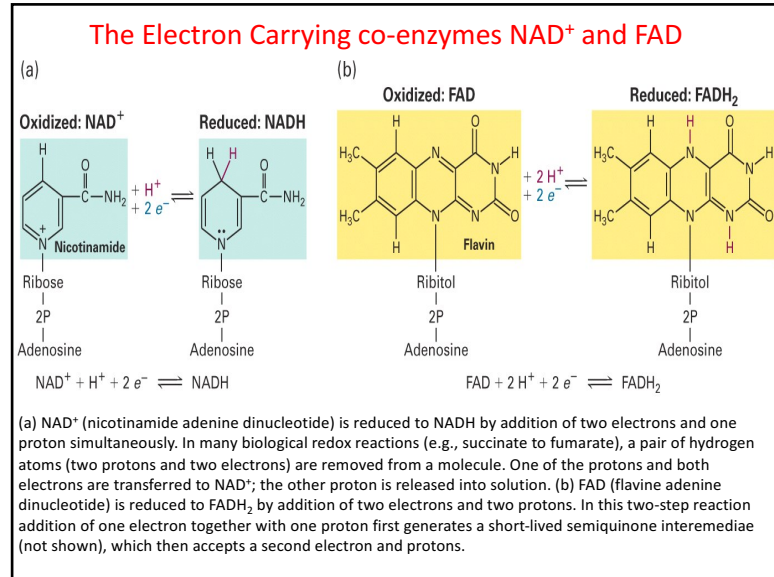 The Electron Carrying co-enzymes NAD⁺ and FAD
(a)
Oxidized: NAD⁺
Reduced: NADH
H
O
C—NH₂
+ H⁺
+ 2 e⁻
N⁺
Nicotinamide
Ribose
2P
Adenosine
H H
O
C—NH₂
N
Ribose
2P
Adenosine
NAD⁺ + H⁺ + 2 e⁻ ⇌ NADH
(b)
Oxidized: FAD
Reduced: FADH₂
H
O
H₃C
N
N
H
H₃C
N
N
O
H
Flavin
+ 2 H⁺
+ 2 e⁻
Ribitol
2P
Adenosine
H
H
O
H₃C
N
N
H
H₃C
N
N
O
H
H
Ribitol
2P
Adenosine
FAD + 2 H⁺ + 2 e⁻ ⇌ FADH₂
(a) NAD⁺ (nicotinamide adenine dinucleotide) is reduced to NADH by addition of two electrons and one
proton simultaneously. In many biological redox reactions (e.g., succinate to fumarate), a pair of hydrogen
atoms (two protons and two electrons) are removed from a molecule. One of the protons and both
electrons are transferred to NAD⁺; the other proton is released into solution. (b) FAD (flavine adenine
dinucleotide) is reduced to FADH₂ by addition of two electrons and two protons. In this two-step reaction
addition of one electron together with one proton first generates a short-lived semiquinone interemediae
(not shown), which then accepts a second electron and protons.